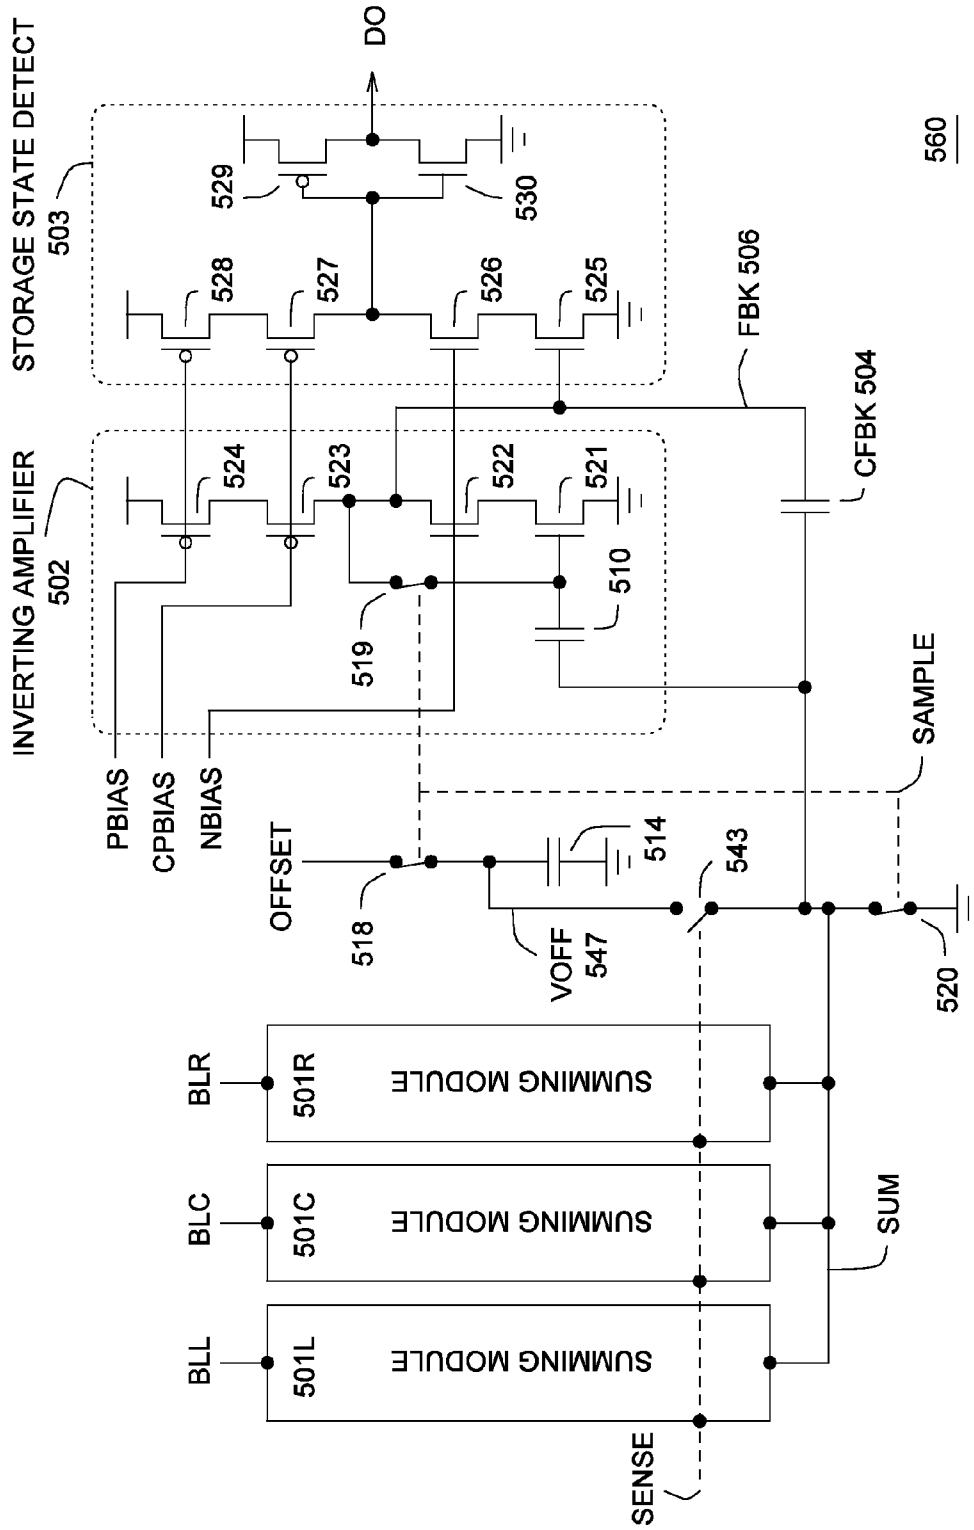 INVERTING AMPLIFIER
502
STORAGE STATE DETECT
503
PBIAS
CPBIAS
NBIAS
524
523
522
521
519
510
528
527
526
525
529
530
DO
FBK 506
CFBK 504
560
OFFSET
518
514
VOFF
547
543
SAMPLE
520
BLL
BLC
BLR
501L
501C
501R
SUMMING MODULE
SUMMING MODULE
SUMMING MODULE
SENSE
SUM